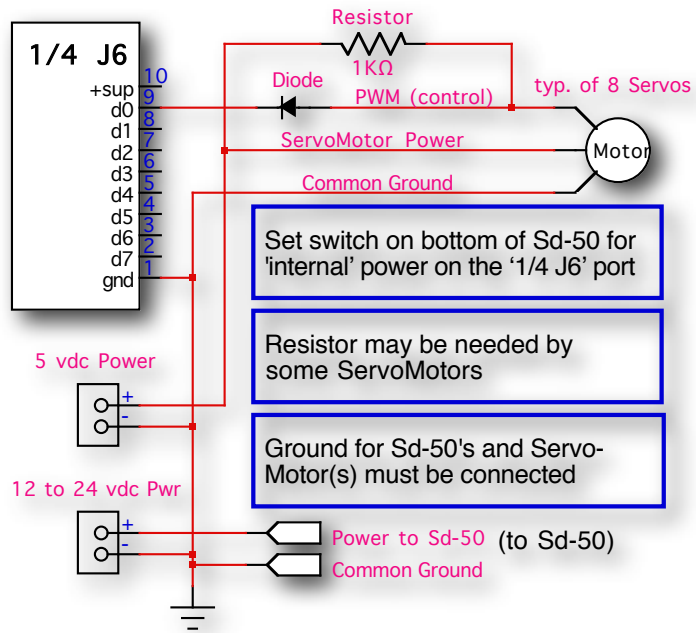 Resistor
1KΩ
1/4 J6
10
+sup
9
d0
8
d1
7
d2
6
d3
5
d4
4
d5
3
d6
2
d7
1
gnd
Diode
PWM (control)
typ. of 8 Servos
ServoMotor Power
Motor
Common Ground
Set switch on bottom of Sd-50 for
'internal' power on the ‘1/4 J6’ port
Resistor may be needed by
some ServoMotors
Ground for Sd-50's and Servo-
Motor(s) must be connected
5 vdc Power
+
-
12 to 24 vdc Pwr
+
-
Power to Sd-50 (to Sd-50)
Common Ground